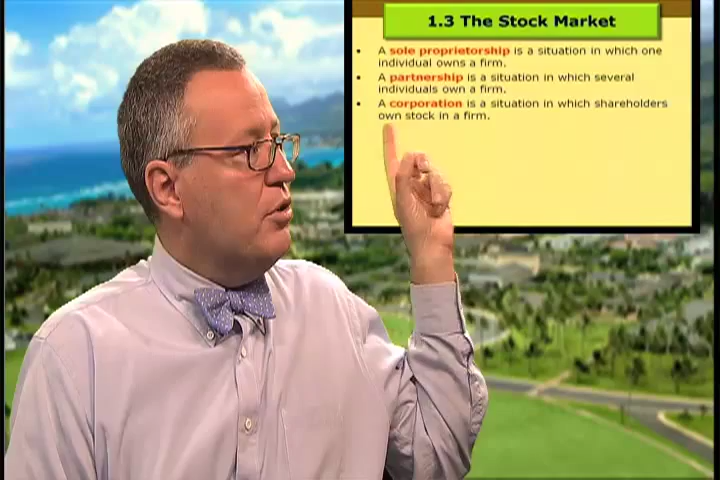 1.3 The Stock Market
• A sole proprietorship is a situation in which one
individual owns a firm.
• A partnership is a situation in which several
individuals own a firm.
• A corporation is a situation in which shareholders
own stock in a firm.